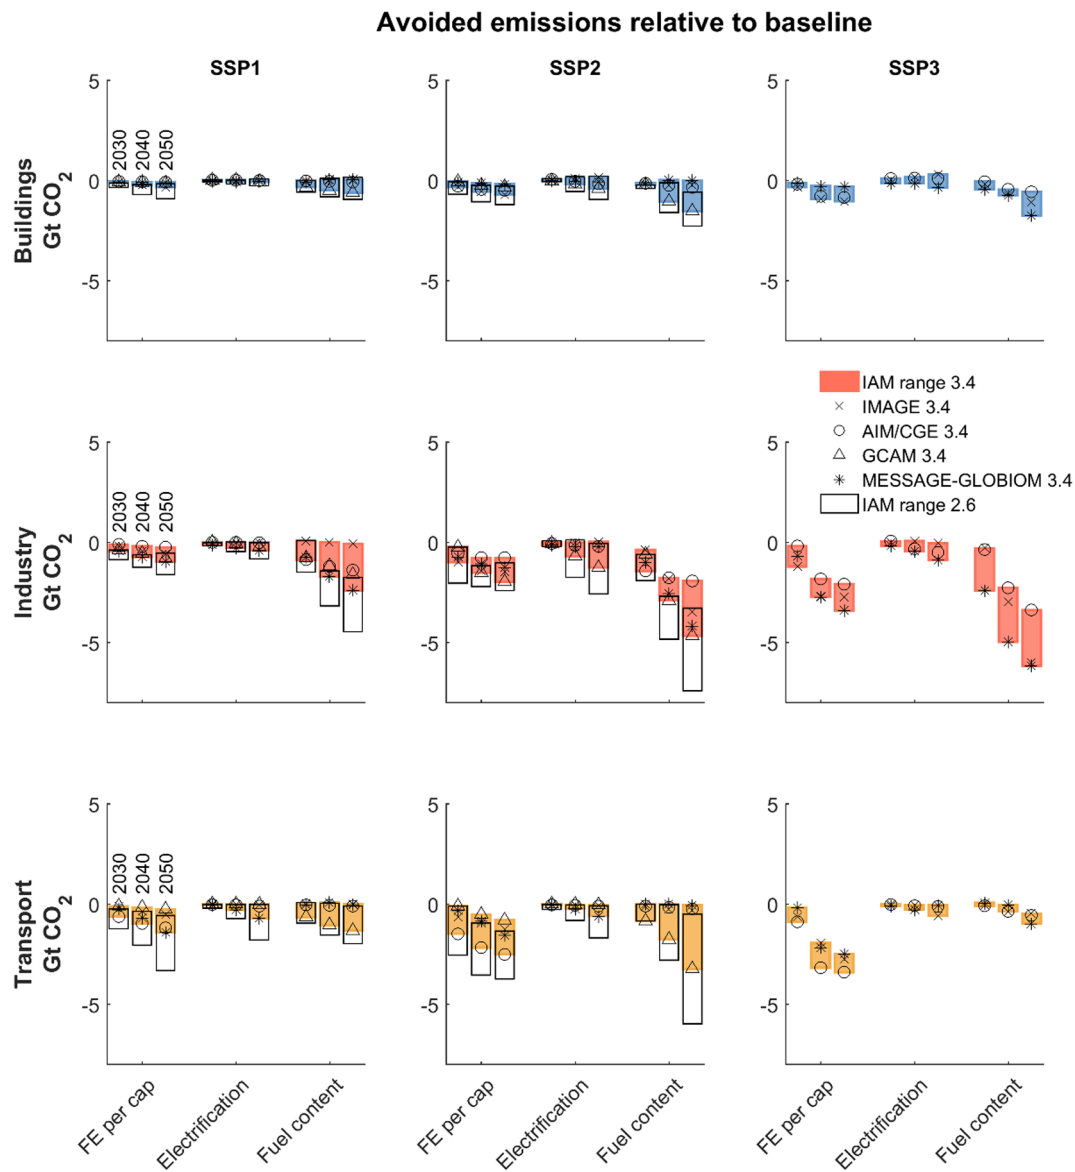 Avoided emissions relative to baseline
SSP1 SSP2 SSP3
Buildings
Gt CO2
5 0 -5
2030 2040 2050
5 0 -5
5 0 -5
IAM range 3.4
IMAGE 3.4
AIM/CGE 3.4
GCAM 3.4
MESSAGE-GLOBIOM 3.4
IAM range 2.6
Industry
Gt CO2
5 0 -5
2030 2040 2050
5 0 -5
5 0 -5
Transport
Gt CO2
5 0 -5
2030 2040 2050
5 0 -5
5 0 -5
FE per cap Electrification Fuel content
FE per cap Electrification Fuel content
FE per cap Electrification Fuel content